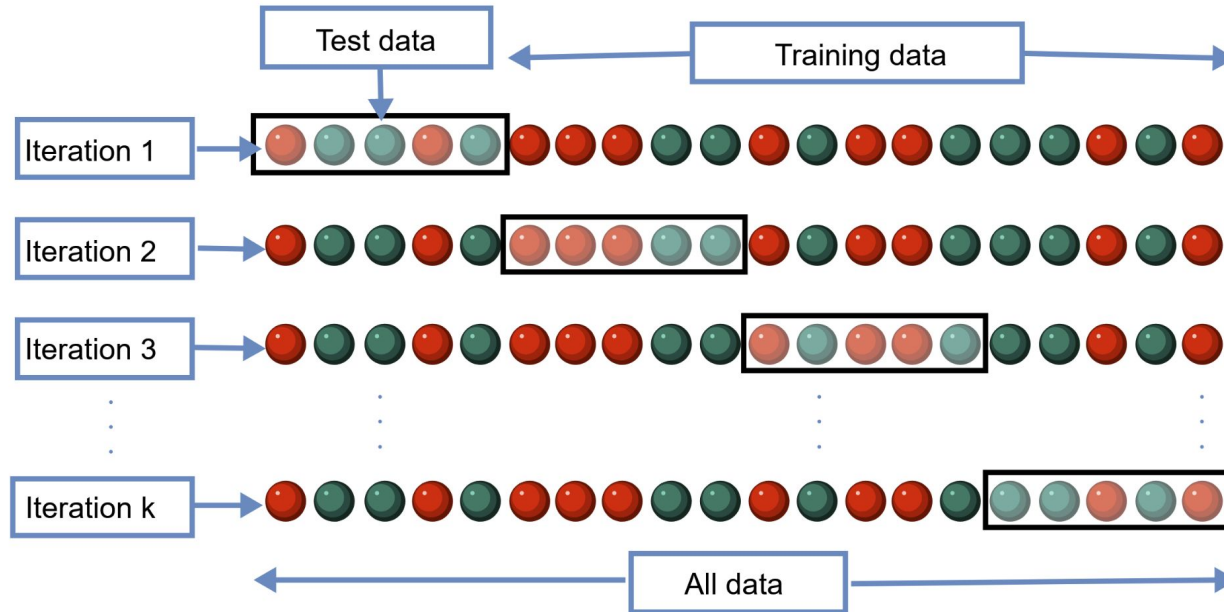 Test data
Training data
Iteration 1
Iteration 2
Iteration 3
Iteration k
All data